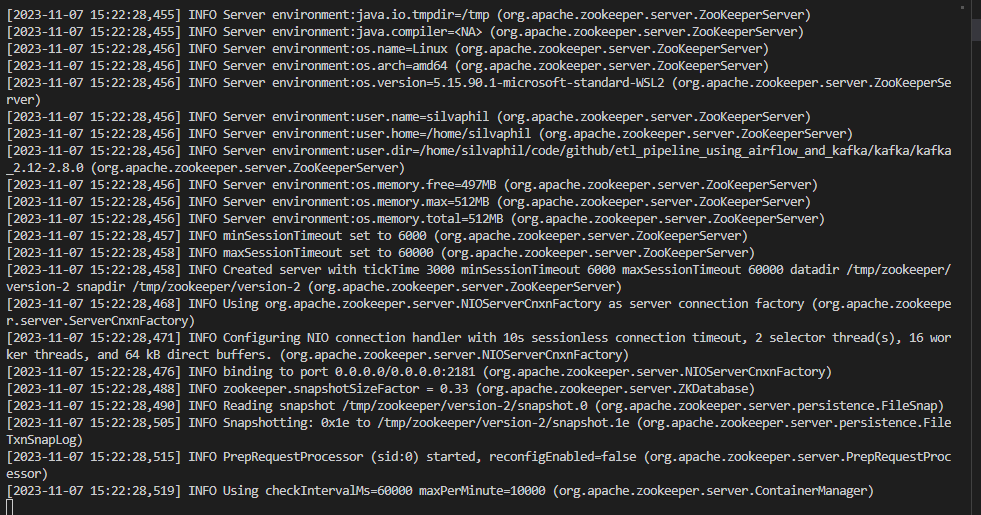 [2023-11-07 15:22:28,455] INFO Server environment:java.io.tmpdir=/tmp (org.apache.zookeeper.server.ZooKeeperServer)
[2023-11-07 15:22:28,455] INFO Server environment:java.compiler=<NA> (org.apache.zookeeper.server.ZooKeeperServer)
[2023-11-07 15:22:28,456] INFO Server environment:os.name=Linux (org.apache.zookeeper.server.ZooKeeperServer)
[2023-11-07 15:22:28,456] INFO Server environment:os.arch=amd64 (org.apache.zookeeper.server.ZooKeeperServer)
[2023-11-07 15:22:28,456] INFO Server environment:os.version=5.15.90.1-microsoft-standard-WSL2 (org.apache.zookeeper.server.ZooKeeperSe
rver)
[2023-11-07 15:22:28,456] INFO Server environment:user.name=silvaphil (org.apache.zookeeper.server.ZooKeeperServer)
[2023-11-07 15:22:28,456] INFO Server environment:user.home=/home/silvaphil (org.apache.zookeeper.server.ZooKeeperServer)
[2023-11-07 15:22:28,456] INFO Server environment:user.dir=/home/silvaphil/code/github/etl_pipeline_using_airflow_and_kafka/kafka/kafka
_2.12-2.8.0 (org.apache.zookeeper.server.ZooKeeperServer)
[2023-11-07 15:22:28,456] INFO Server environment:os.memory.free=497MB (org.apache.zookeeper.server.ZooKeeperServer)
[2023-11-07 15:22:28,456] INFO Server environment:os.memory.max=512MB (org.apache.zookeeper.server.ZooKeeperServer)
[2023-11-07 15:22:28,456] INFO Server environment:os.memory.total=512MB (org.apache.zookeeper.server.ZooKeeperServer)
[2023-11-07 15:22:28,457] INFO minSessionTimeout set to 6000 (org.apache.zookeeper.server.ZooKeeperServer)
[2023-11-07 15:22:28,458] INFO maxSessionTimeout set to 60000 (org.apache.zookeeper.server.ZooKeeperServer)
[2023-11-07 15:22:28,458] INFO Created server with tickTime 3000 minSessionTimeout 6000 maxSessionTimeout 60000 datadir /tmp/zookeeper/
version-2 snapdir /tmp/zookeeper/version-2 (org.apache.zookeeper.server.ZooKeeperServer)
[2023-11-07 15:22:28,468] INFO Using org.apache.zookeeper.server.NIOServerCnxnFactory as server connection factory (org.apache.zookeepe
r.server.ServerCnxnFactory)
[2023-11-07 15:22:28,471] INFO Configuring NIO connection handler with 10s sessionless connection timeout, 2 selector thread(s), 16 wor
ker threads, and 64 kB direct buffers. (org.apache.zookeeper.server.NIOServerCnxnFactory)
[2023-11-07 15:22:28,476] INFO binding to port 0.0.0.0/0.0.0.0:2181 (org.apache.zookeeper.server.NIOServerCnxnFactory)
[2023-11-07 15:22:28,488] INFO zookeeper.snapshotSizeFactor = 0.33 (org.apache.zookeeper.server.ZKDatabase)
[2023-11-07 15:22:28,490] INFO Reading snapshot /tmp/zookeeper/version-2/snapshot.0 (org.apache.zookeeper.server.persistence.FileSnap)
[2023-11-07 15:22:28,505] INFO Snapshotting: 0x1e to /tmp/zookeeper/version-2/snapshot.1e (org.apache.zookeeper.server.persistence.File
TxnSnapLog)
[2023-11-07 15:22:28,515] INFO PrepRequestProcessor (sid:0) started, reconfigEnabled=false (org.apache.zookeeper.server.PrepRequestProc
essor)
[2023-11-07 15:22:28,519] INFO Using checkIntervalMs=60000 maxPerMinute=10000 (org.apache.zookeeper.server.ContainerManager)